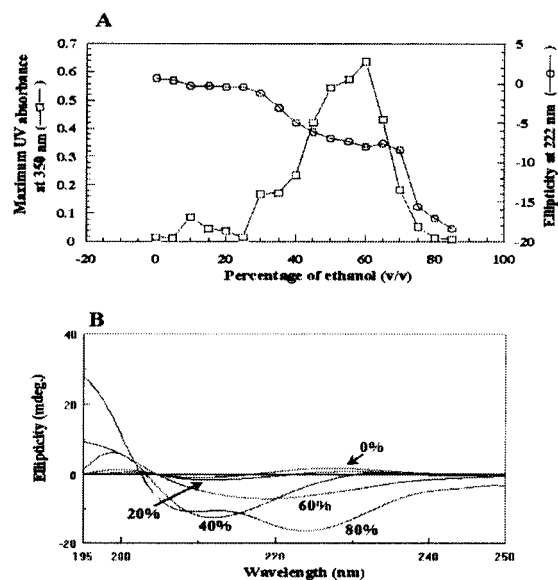 A
Maximum UV absorbance
at 350 nm (—□—)
0.7
0.6
0.5
0.4
0.3
0.2
0.1
0
5
0
-5
-10
-15
-20
Ellipticity at 222 nm (—○—)
-20 0 20 40 60 80 100
Percentage of ethanol (v/v)
B
Ellipticity (mdeg.)
40
20
0
-20
0%
20%
40%
60%
80%
195 200 220 240 250
Wavelength (nm)